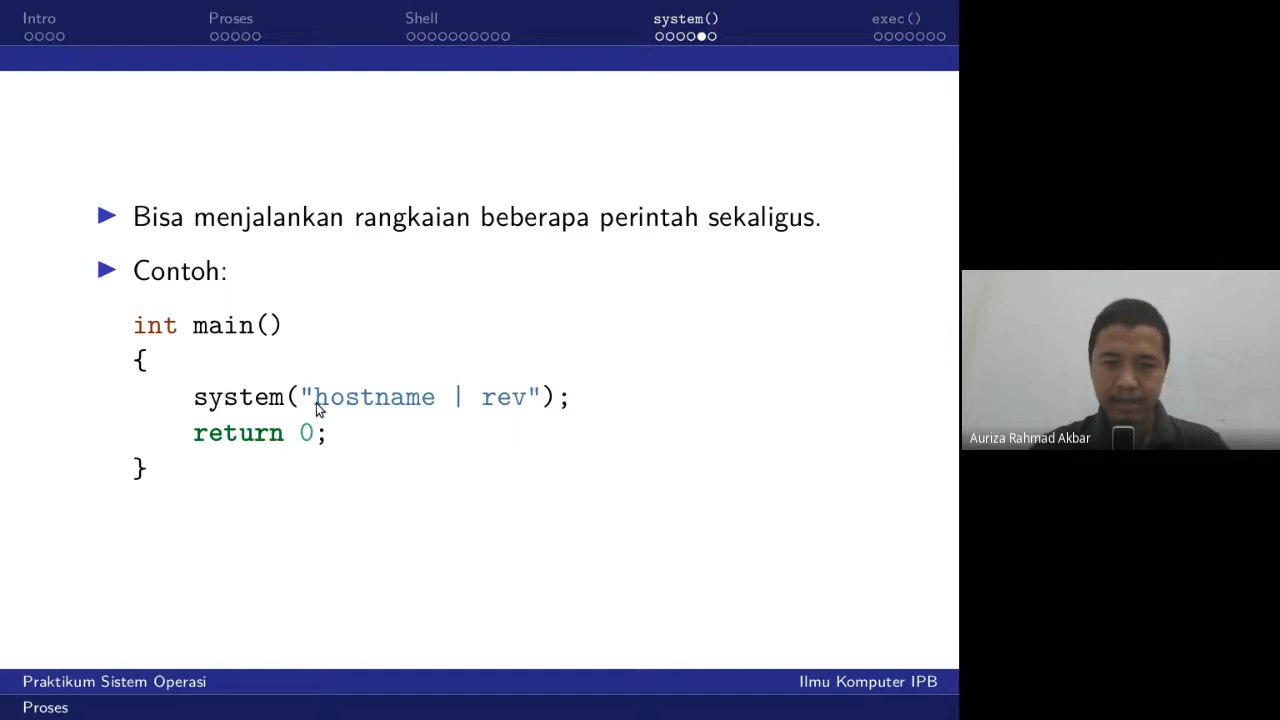 Intro
Proses
Shell
system()
exec()
Bisa menjalankan rangkaian beberapa perintah sekaligus.
Contoh:
int main()
{
system("hostname | rev");
return 0;
}
Auriza Rahmad Akbar
Praktikum Sistem Operasi
Ilmu Komputer IPB
Proses